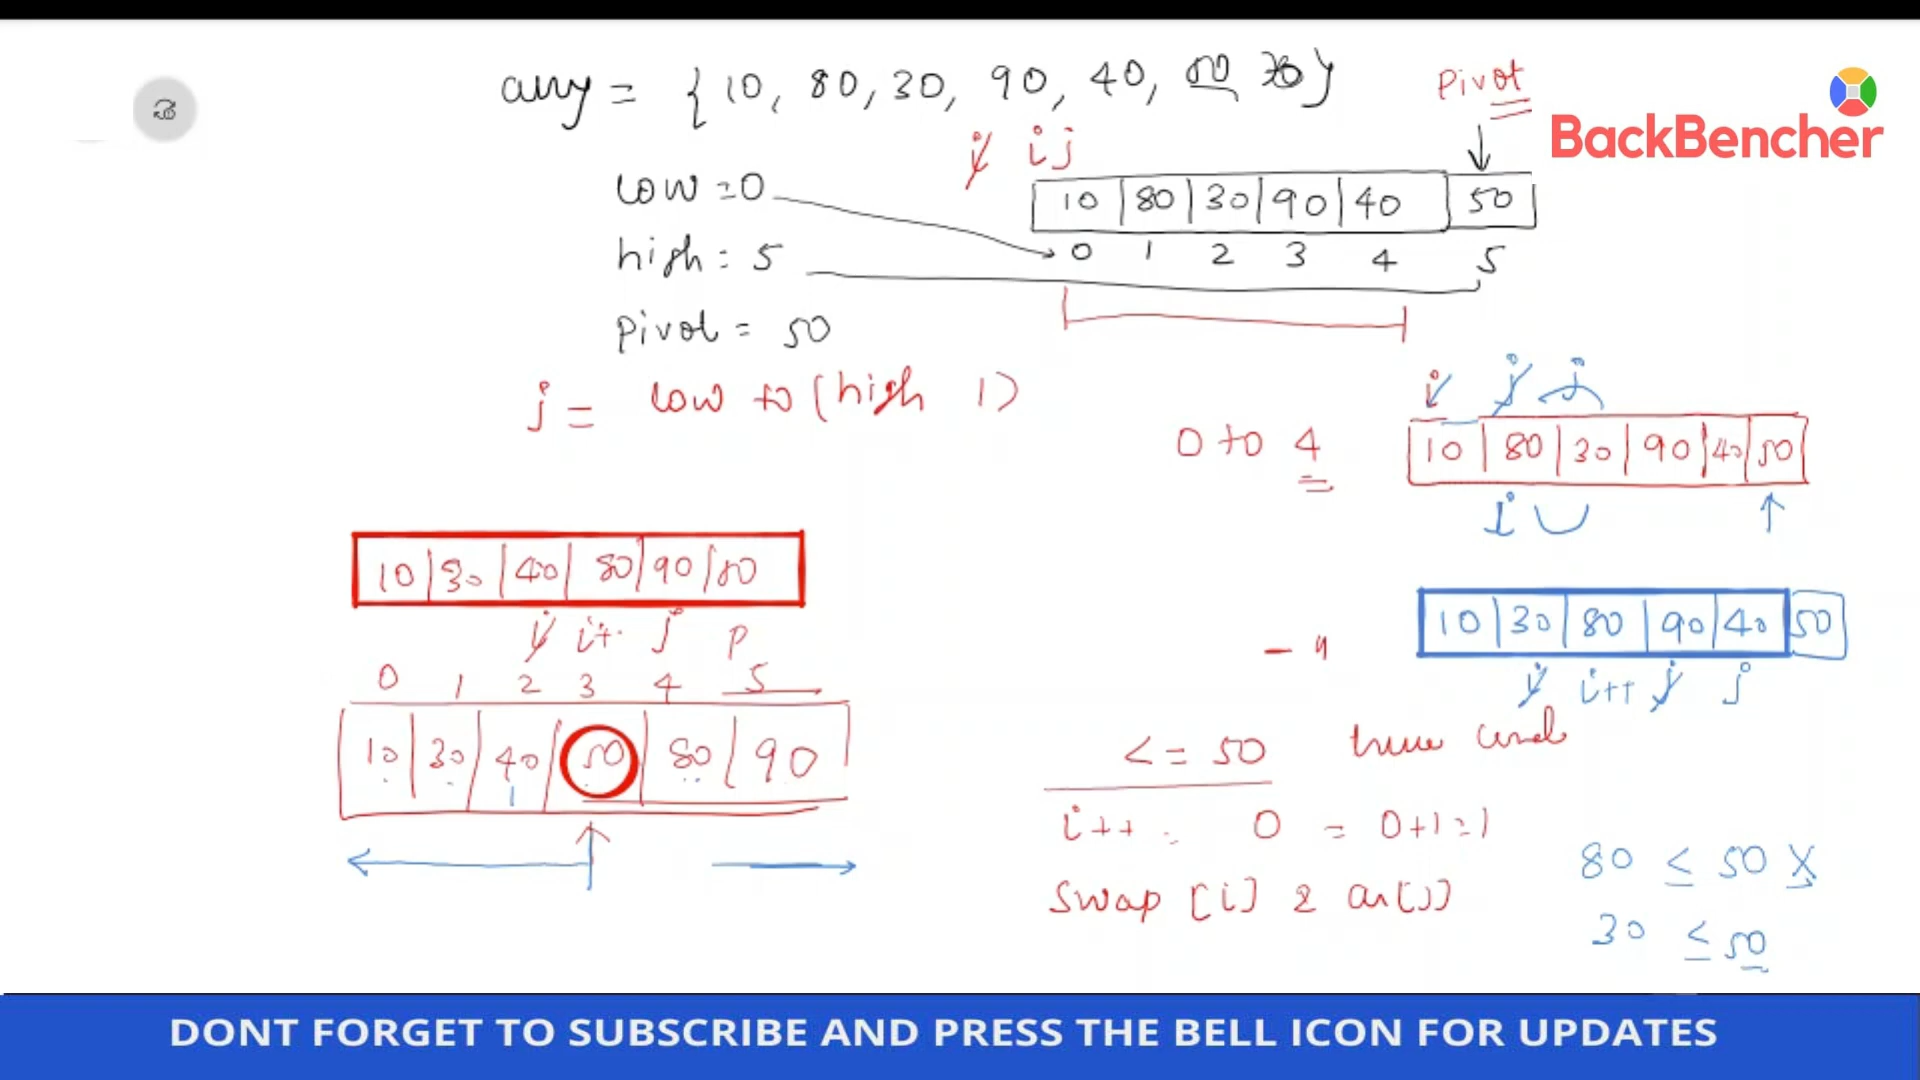 arry = { 10, 80, 30, 90, 40, 50 }
Pivot
BackBencher
i i j
low = 0
10 80 30 90 40 50
high = 5
0 1 2 3 4 5
pivot = 50
j = low to (high 1)
i j j
0 to 4
10 80 30 90 40 50
i
10 30 40 80 90 50
i i+ j P
10 30 80 90 40 50
i i++ j j
0 1 2 3 4 5
10 30 40 50 80 90
<= 50 true cond
i++ = 0 = 0+1=1
Swap [i] & ar[j]
80 ≤ 50 X
30 ≤ 50
DONT FORGET TO SUBSCRIBE AND PRESS THE BELL ICON FOR UPDATES